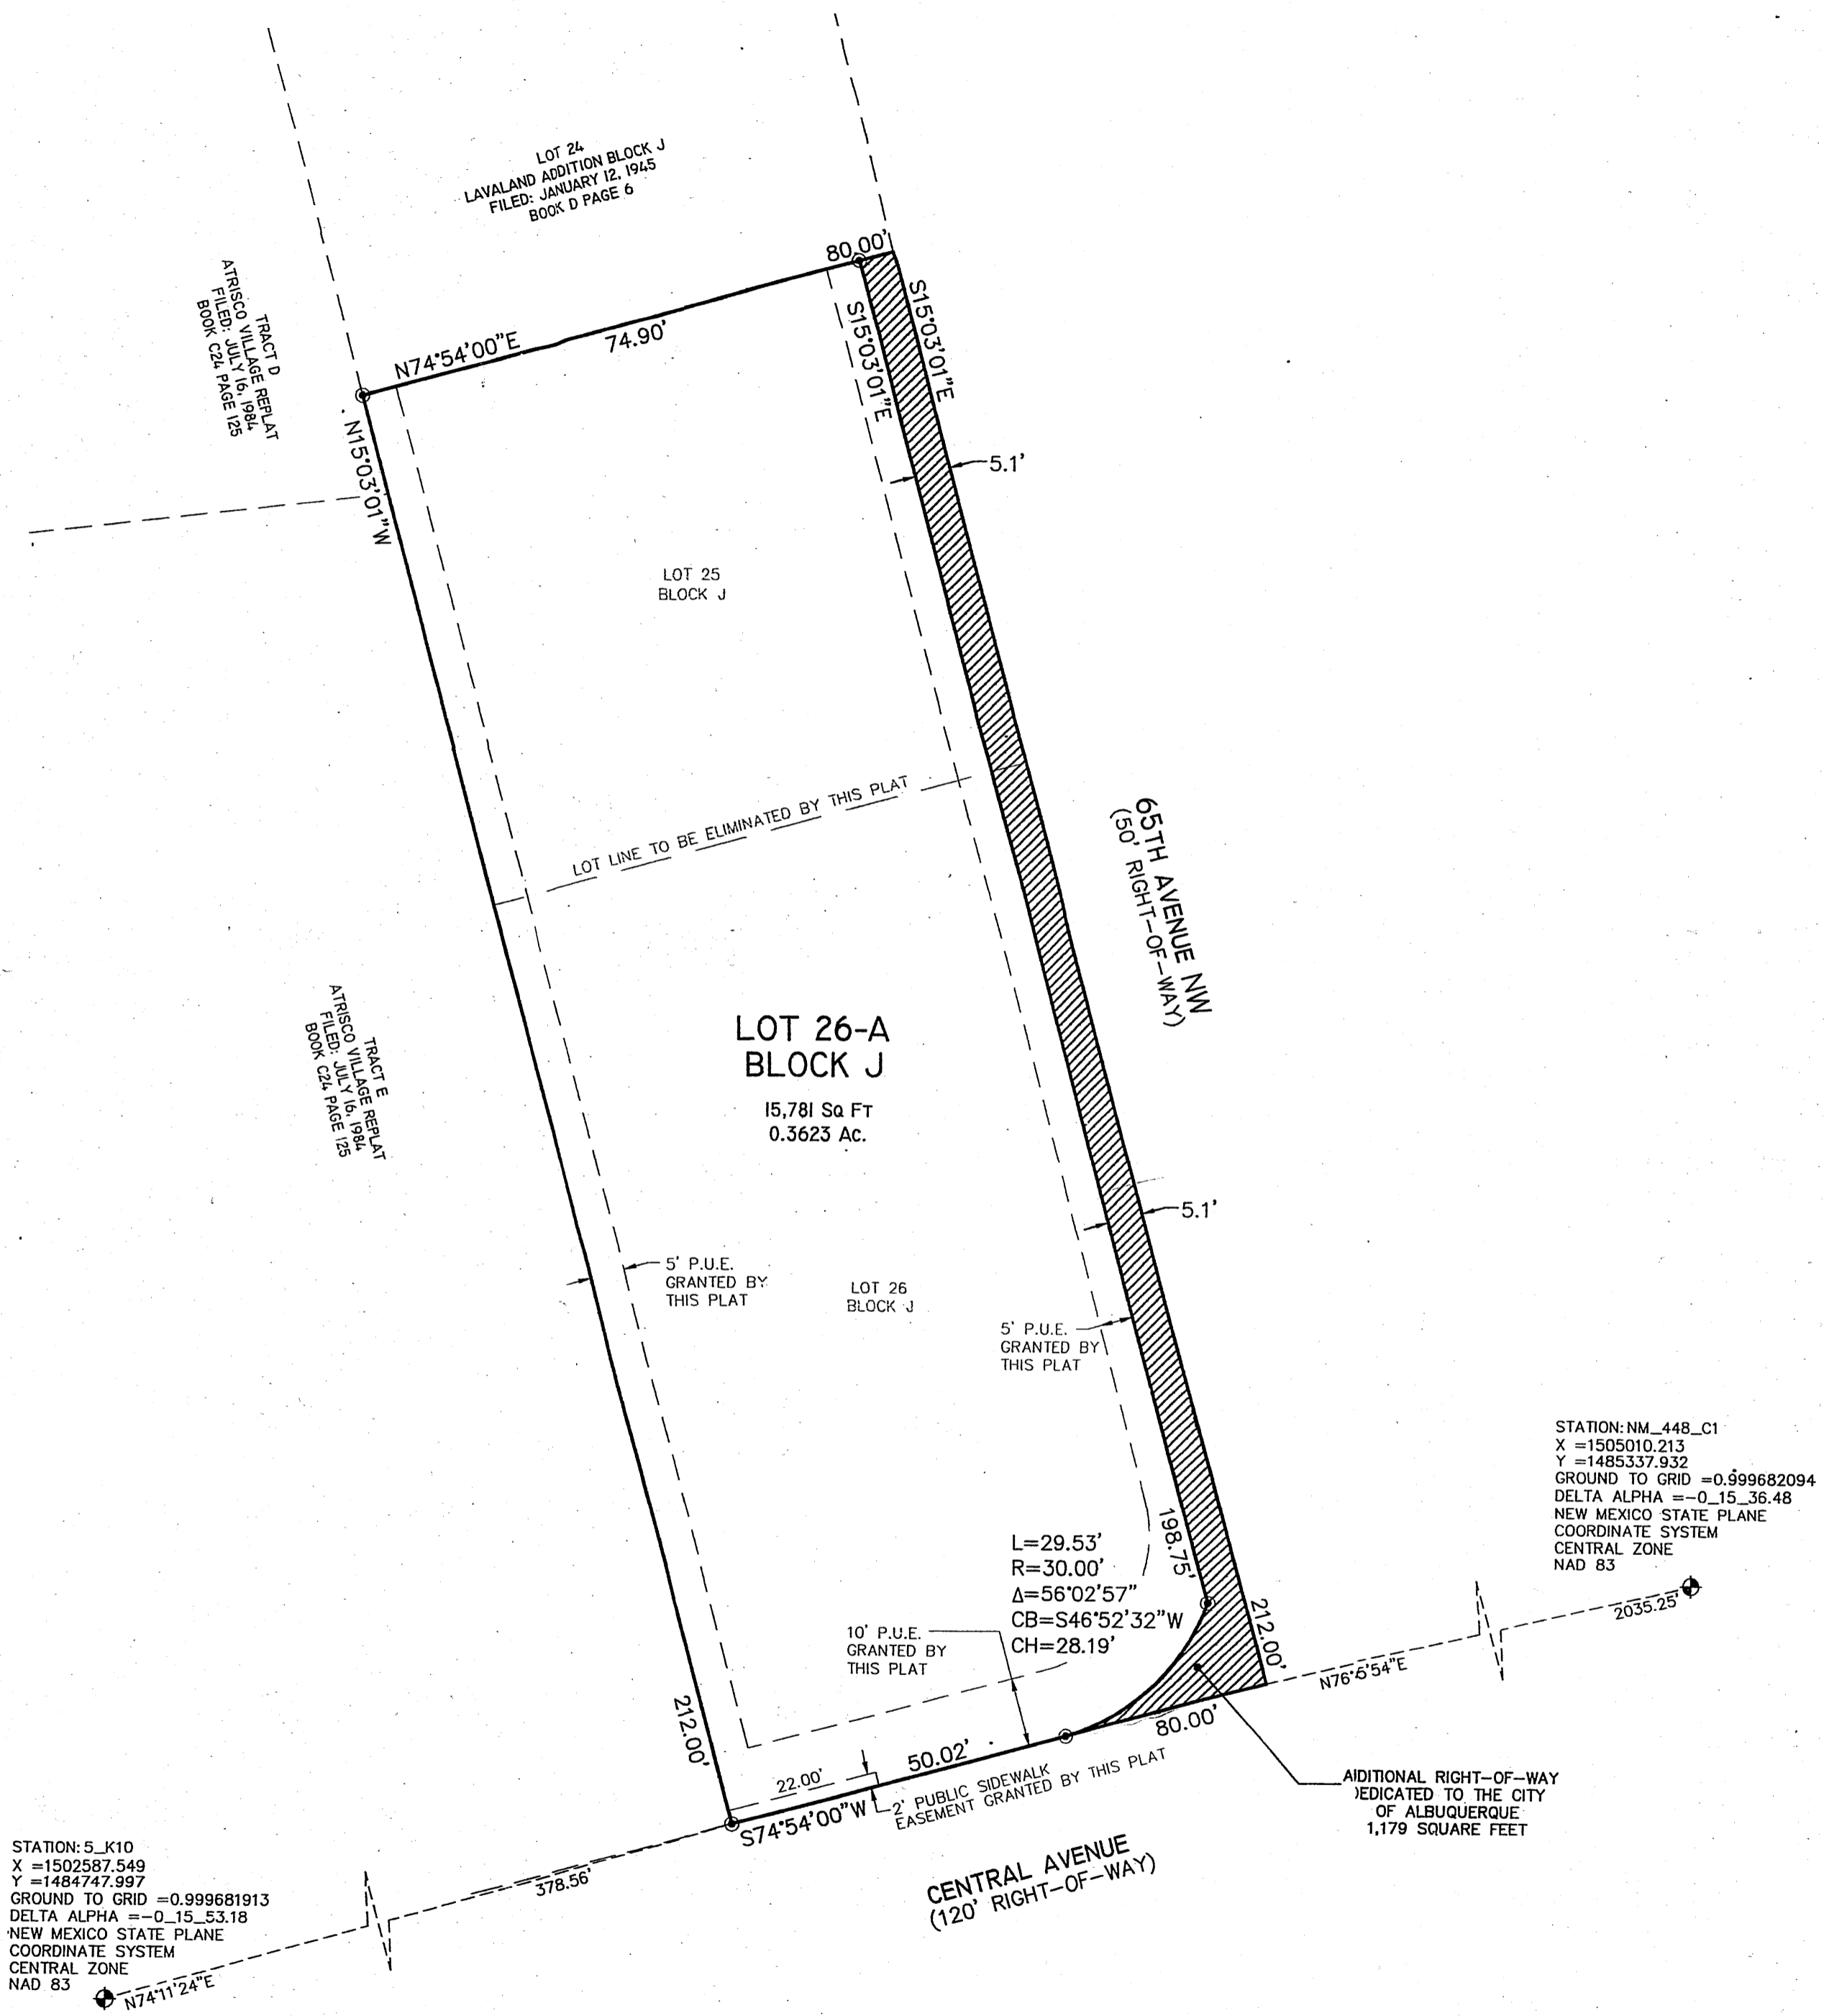 LOT 24
LAVALAND ADDITION BLOCK J
FILED: JANUARY 12, 1945
BOOK D PAGE 6
TRACT D
ATRISCO VILLAGE REPLAT
FILED: JULY 16, 1984
BOOK C24 PAGE 125
80.00'
N74°54'00"E
74.90'
S15°03'01"E
S15°03'01"E
N15°03'01"W
5.1'
LOT 25
BLOCK J
LOT LINE TO BE ELIMINATED BY THIS PLAT
65TH AVENUE NW
(50' RIGHT-OF-WAY)
TRACT E
ATRISCO VILLAGE REPLAT
FILED: JULY 16, 1984
BOOK C24 PAGE 125
LOT 26-A
BLOCK J
15,781 SQ FT
0.3623 AC.
5.1'
5' P.U.E.
GRANTED BY
THIS PLAT
LOT 26
BLOCK J
5' P.U.E.
GRANTED BY
THIS PLAT
STATION: NM_448_C1
X =1505010.213
Y =1485337.932
GROUND TO GRID =0.999682094
DELTA ALPHA =-0_15_36.48
NEW MEXICO STATE PLANE
COORDINATE SYSTEM
CENTRAL ZONE
NAD 83
198.75'
L=29.53'
R=30.00'
Δ=56°02'57"
CB=S46°52'32"W
CH=28.19'
212.00'
2035.25'
10' P.U.E.
GRANTED BY
THIS PLAT
N76°5'54"E
212.00'
80.00'
50.02'
22.00'
2' PUBLIC SIDEWALK
EASEMENT GRANTED BY THIS PLAT
S74°54'00"W
ADDITIONAL RIGHT-OF-WAY
DEDICATED TO THE CITY
OF ALBUQUERQUE
1,179 SQUARE FEET
CENTRAL AVENUE
(120' RIGHT-OF-WAY)
378.56'
STATION: 5_K10
X =1502587.549
Y =1484747.997
GROUND TO GRID =0.999681913
DELTA ALPHA =-0_15_53.18
NEW MEXICO STATE PLANE
COORDINATE SYSTEM
CENTRAL ZONE
NAD 83
N74°11'24"E